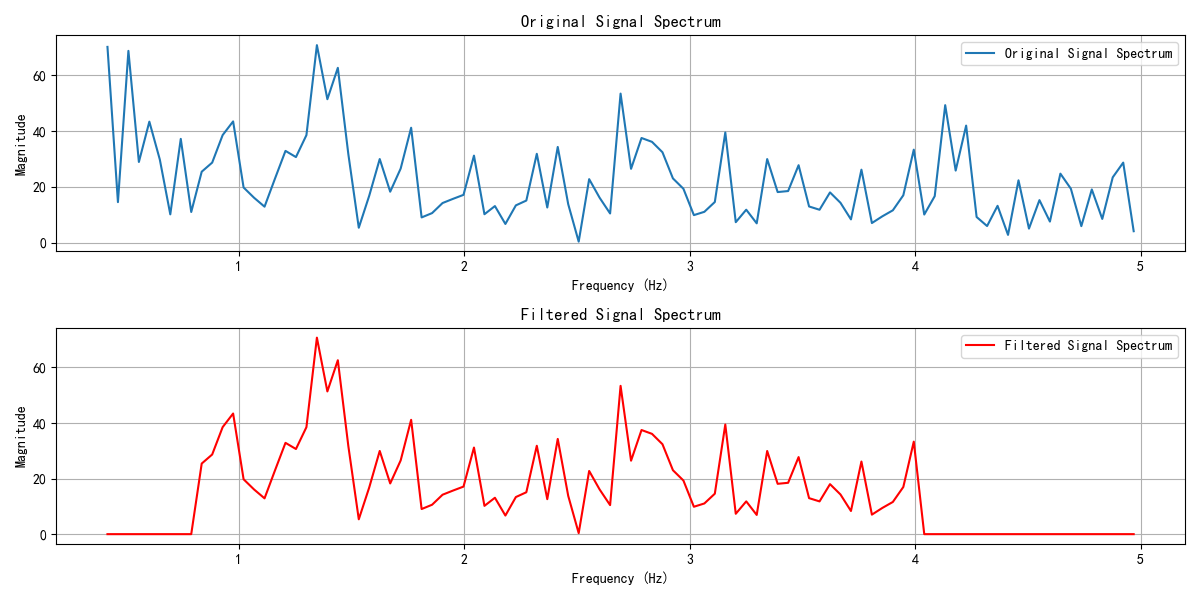 Original Signal Spectrum
Original Signal Spectrum
Magnitude
60
40
20
0
1 2 3 4 5
Frequency (Hz)
Filtered Signal Spectrum
Filtered Signal Spectrum
Magnitude
60
40
20
0
1 2 3 4 5
Frequency (Hz)